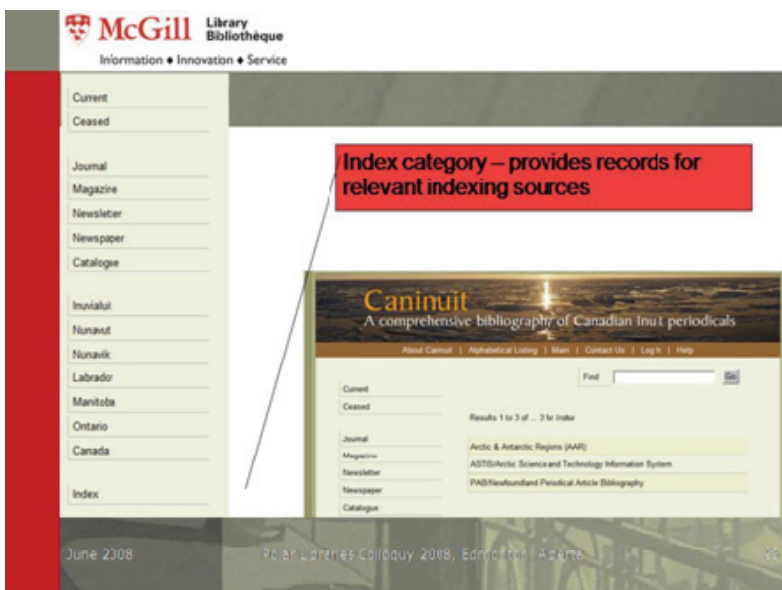 McGill Library
Bibliothèque
Information ♦ Innovation ♦ Service
Current
Ceased
Journal
Magazine
Newsletter
Newspaper
Catalogue
Inuvialuit
Nunavut
Nunavik
Labrador
Manitoba
Ontario
Canada
Index
Index category – provides records for
relevant indexing sources
Caninuit
A comprehensive bibliography of Canadian Inuit periodicals
About Caninuit | Alphabetical Listing | Main | Contact Us | Log In | Help
Find Go
Current
Ceased
Results 1 to 3 of ... 3 for index
Journal
Magazine
Newsletter
Newspaper
Catalogue
Arctic & Antarctic Regions (AAR)
ASTIS/Arctic Science and Technology Information System
PAB/Newfoundland Periodical Article Bibliography
June 2008
Polar Libraries Colloquy 2008, Edmonton, Alberta